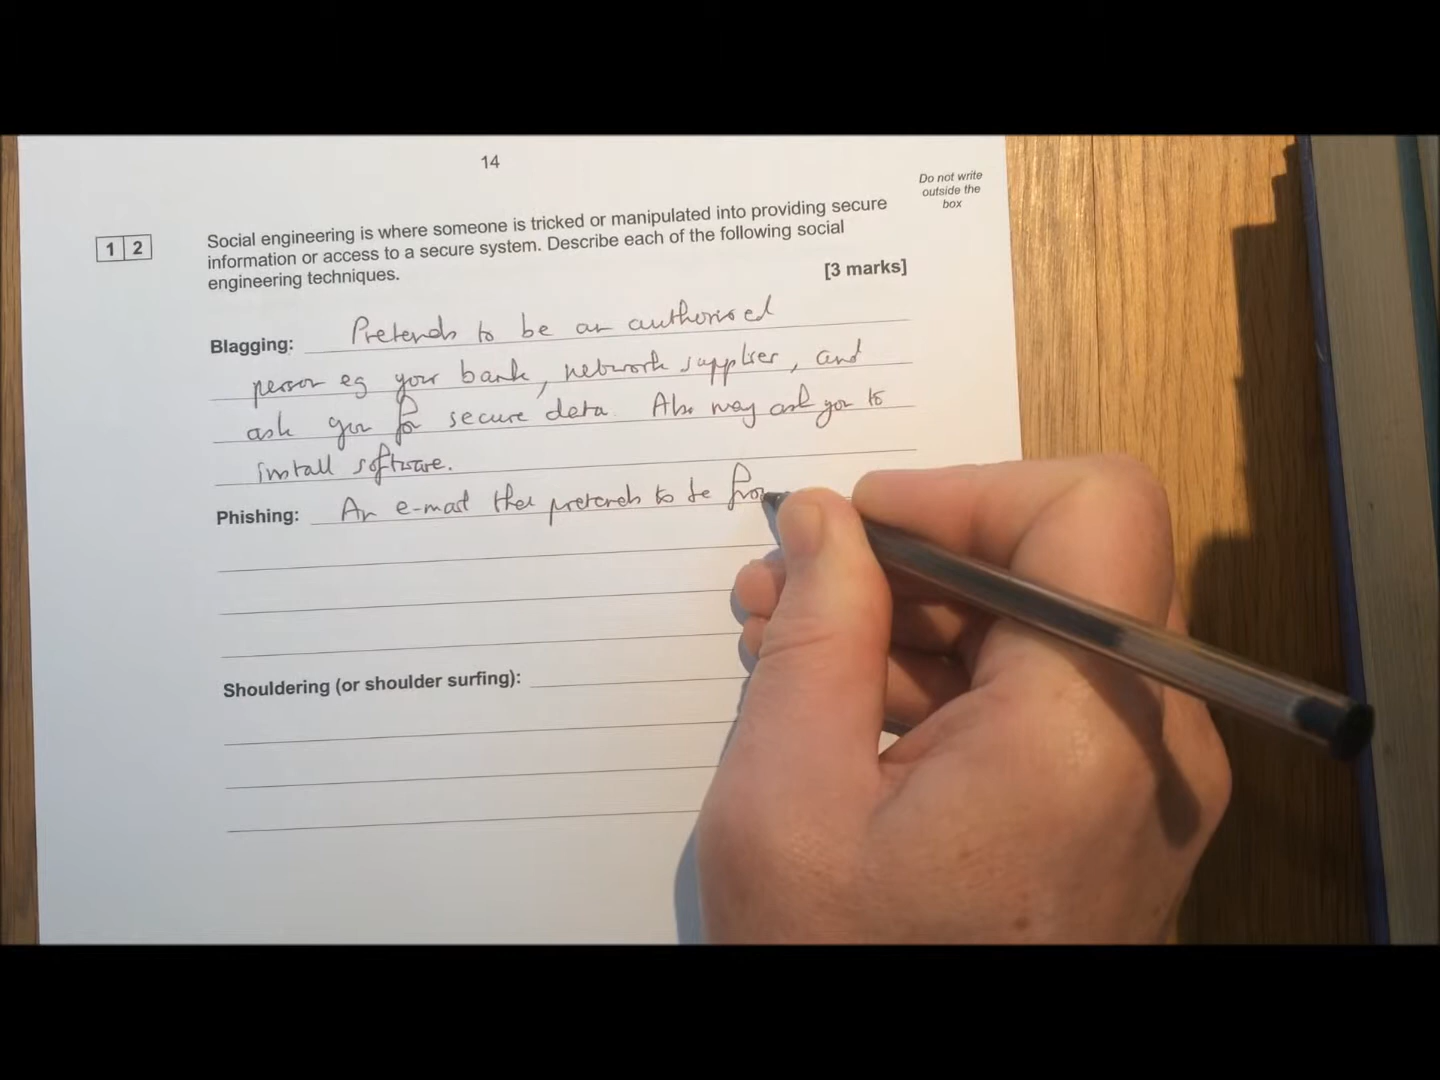 14
Do not write
outside the
box
1 2
Social engineering is where someone is tricked or manipulated into providing secure
information or access to a secure system. Describe each of the following social
engineering techniques.
[3 marks]
Blagging: Pretends to be an authorised
person eg your bank, network supplier, and
ask you for secure data. Also may ask you to
install software.
Phishing: An e-mail that pretends to be from
Shouldering (or shoulder surfing):